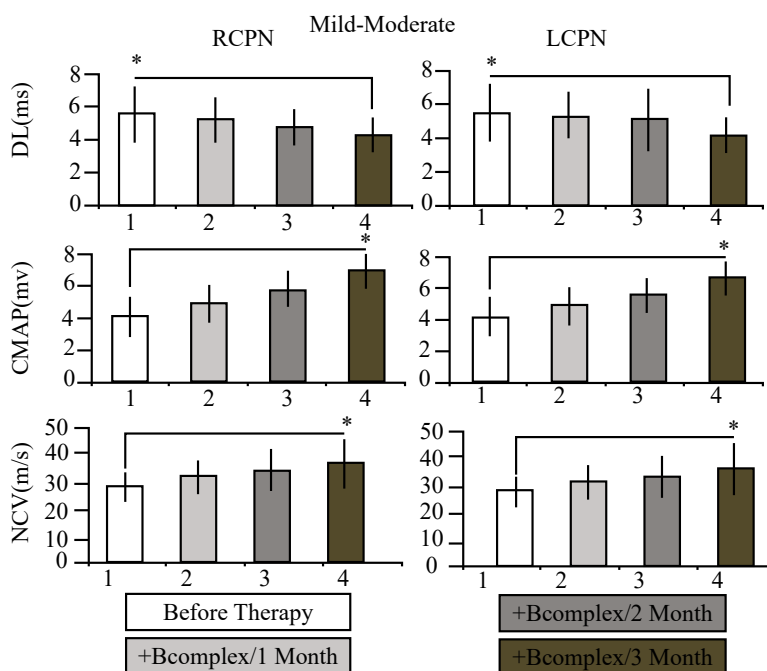 Mild-Moderate
RCPN
LCPN
DL(ms)
8
6
4
2
0
*
1 2 3 4
8
6
4
2
0
*
1 2 3 4
CMAP(mv)
8
6
4
2
0
*
1 2 3 4
8
6
4
2
0
*
1 2 3 4
NCV(m/s)
50
40
30
20
10
0
*
1 2 3 4
50
40
30
20
10
0
*
1 2 3 4
Before Therapy
+Bcomplex/2 Month
+Bcomplex/1 Month
+Bcomplex/3 Month